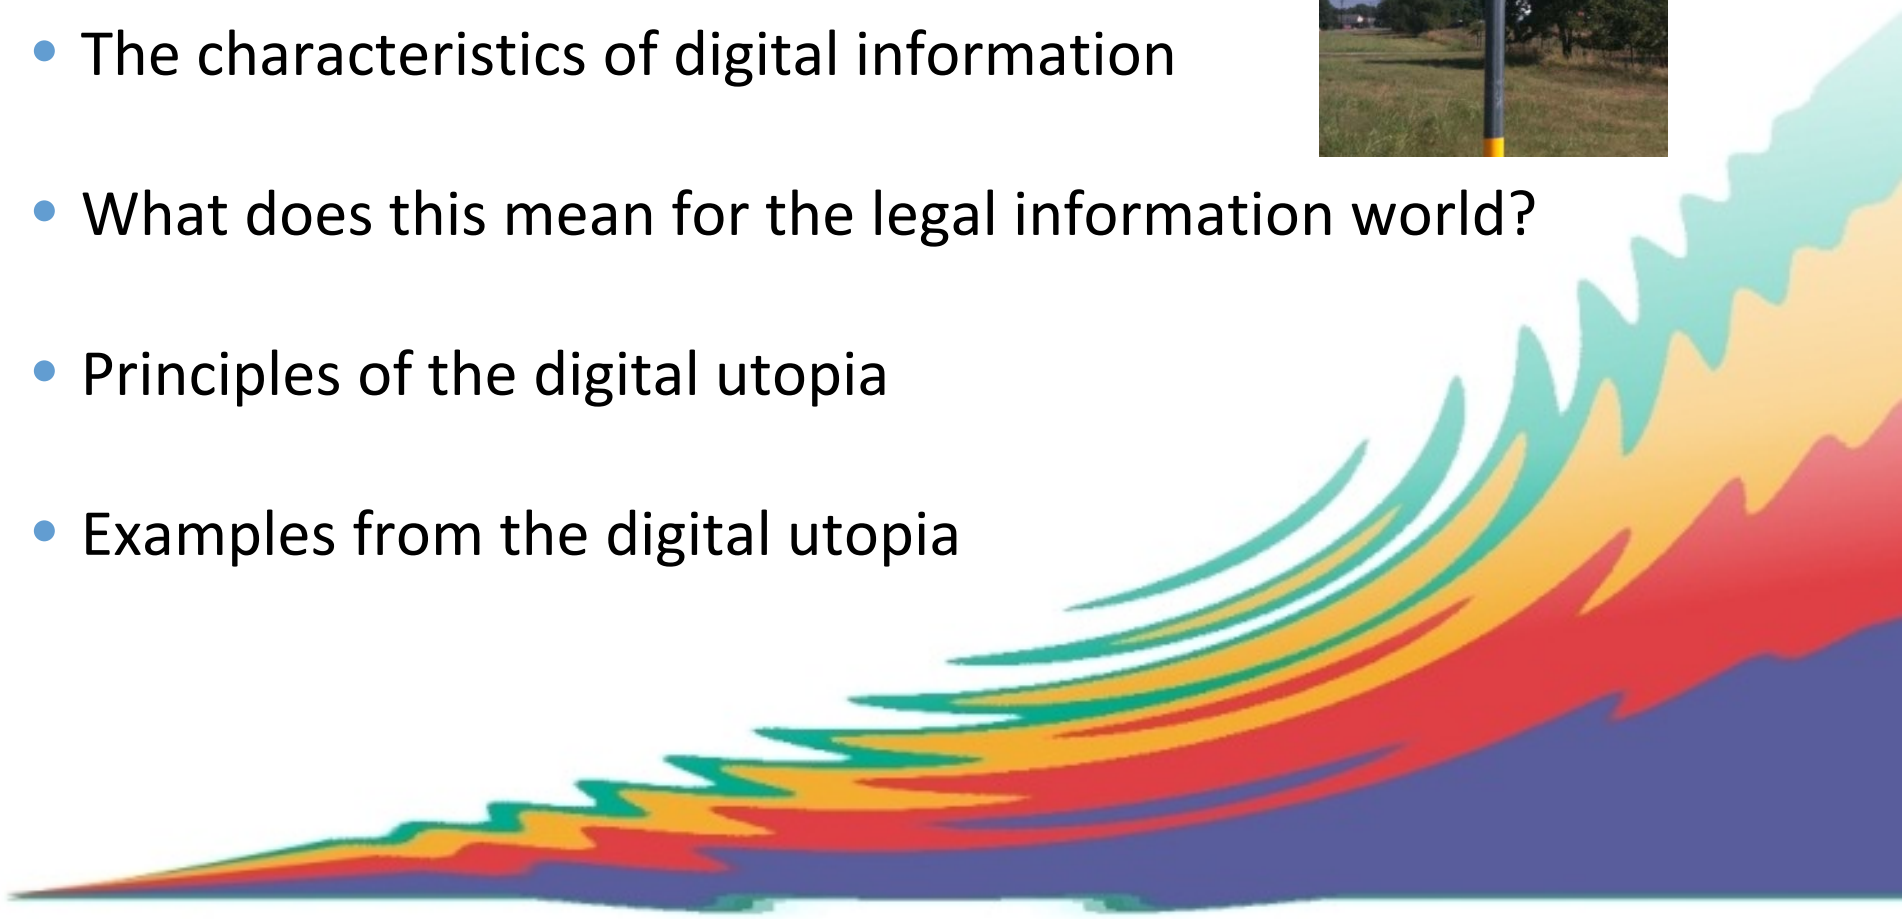 • The characteristics of digital information
• What does this mean for the legal information world?
• Principles of the digital utopia
• Examples from the digital utopia